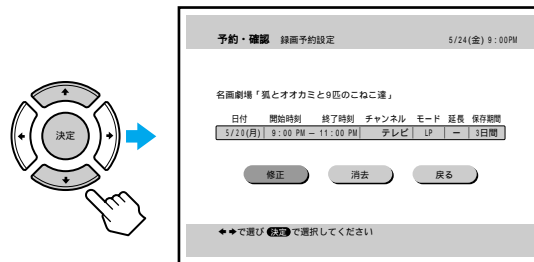 予約・確認 録画予約設定 5/24(金) 9:00PM
名画劇場「狐とオオカミと9匹のこねこ達」
日付 開始時刻 終了時刻 チャンネル モード 延長 保存期間
5/20(月) 9:00 PM – 11:00 PM テレビ LP ー 3日間
決定
修正 消去 戻る
で選び 決定 で選択してください